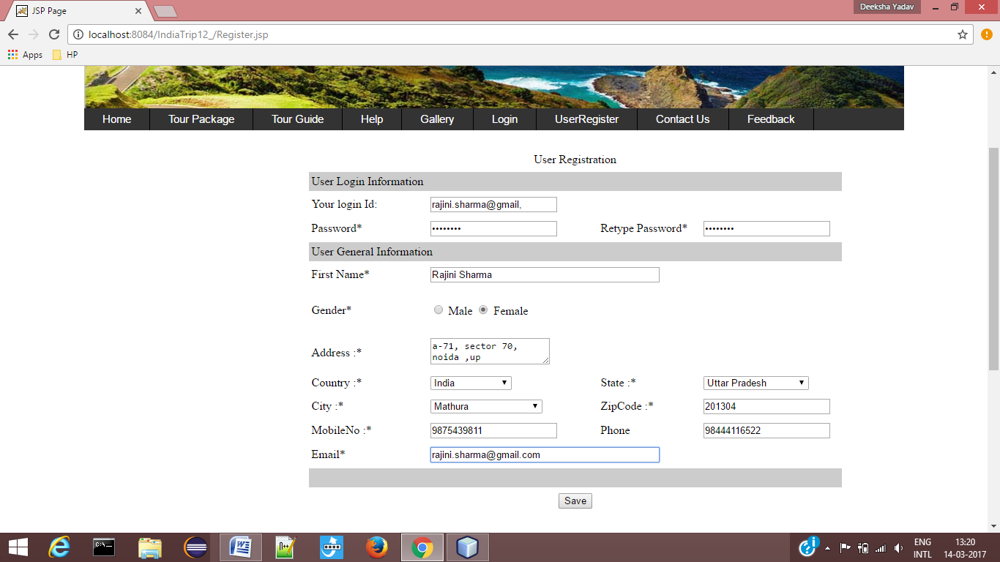 JSP Page
Deeksha Yadav
localhost:8084/IndiaTrip12_/Register.jsp
Apps HP
Home Tour Package Tour Guide Help Gallery Login UserRegister Contact Us Feedback
User Registration
User Login Information
Your login Id: rajini.sharma@gmail,
Password* •••••••• Retype Password* ••••••••
User General Information
First Name* Rajini Sharma
Gender* Male Female
Address :* a-71, sector 70,
noida ,up
Country :* India State :* Uttar Pradesh
City :* Mathura ZipCode :* 201304
MobileNo :* 9875439811 Phone 98444116522
Email* rajini.sharma@gmail.com
Save
ENG 13:20
INTL 14-03-2017